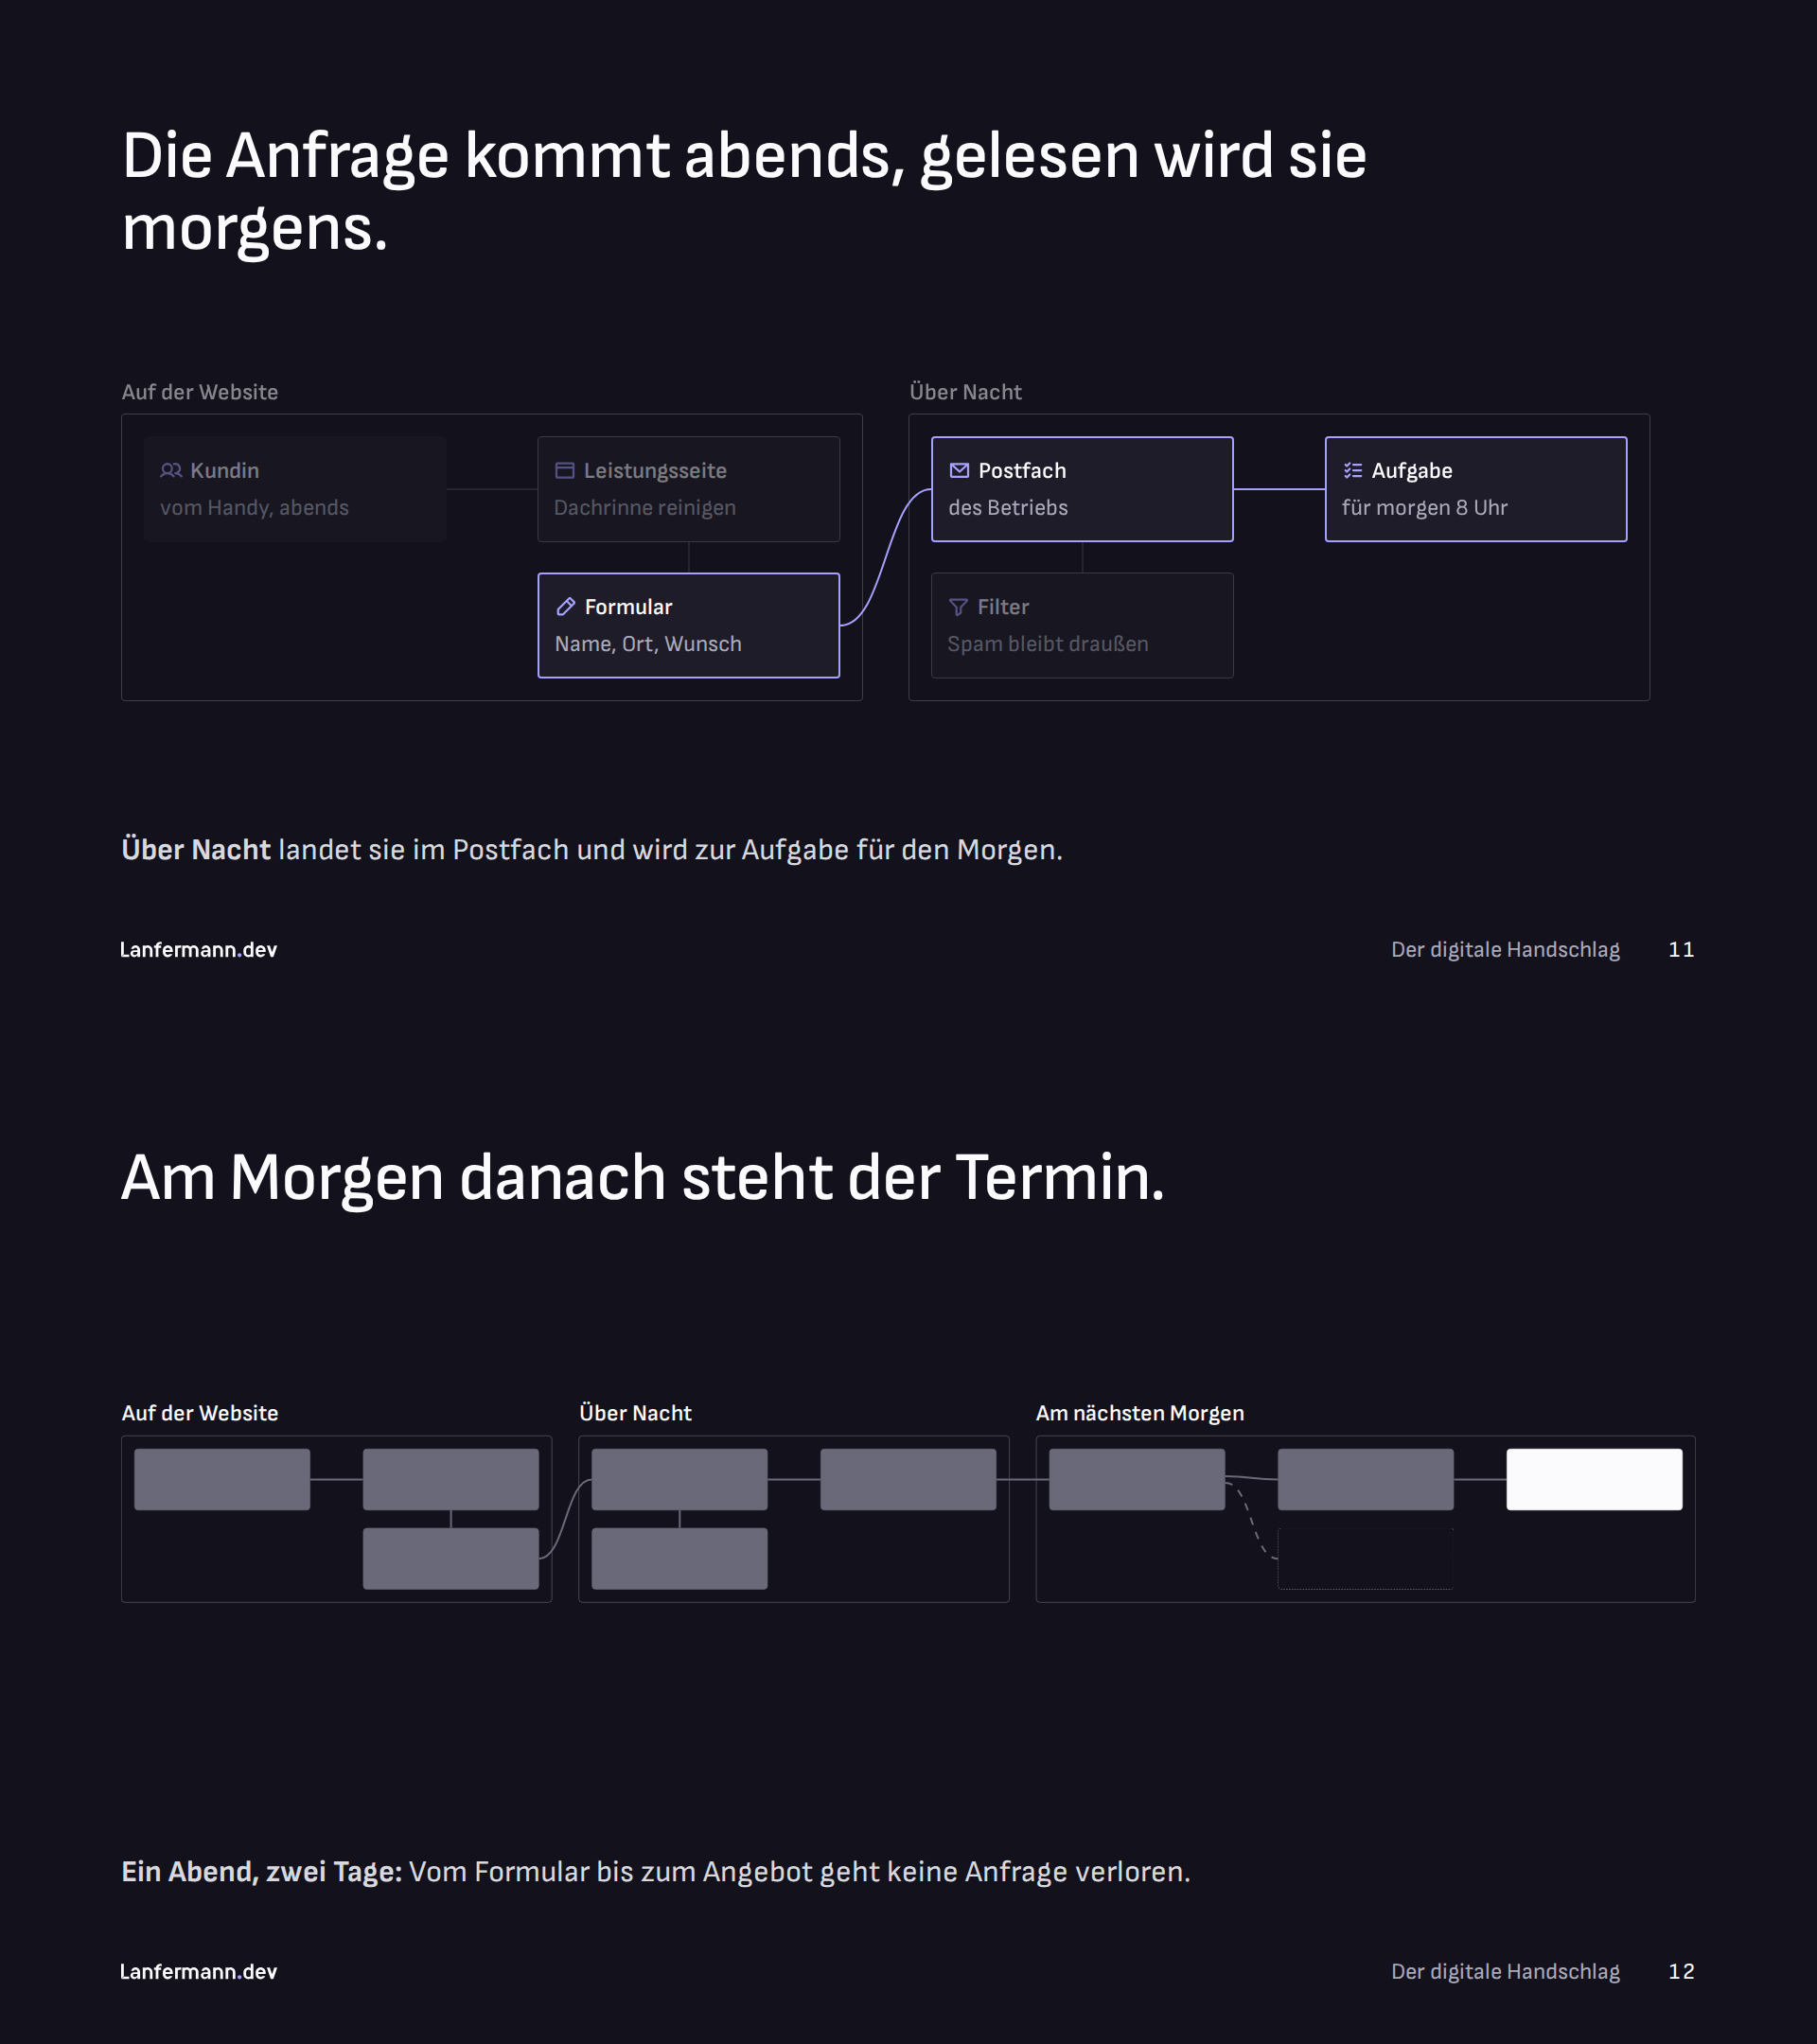 Die Anfrage kommt abends, gelesen wird sie
morgens.
Auf der Website
Über Nacht
Kundin
vom Handy, abends
Leistungsseite
Dachrinne reinigen
Postfach
des Betriebs
Aufgabe
für morgen 8 Uhr
Formular
Name, Ort, Wunsch
Filter
Spam bleibt draußen
Über Nacht landet sie im Postfach und wird zur Aufgabe für den Morgen.
Lanfermann.dev
Der digitale Handschlag 11
Am Morgen danach steht der Termin.
Auf der Website
Über Nacht
Am nächsten Morgen
Ein Abend, zwei Tage: Vom Formular bis zum Angebot geht keine Anfrage verloren.
Lanfermann.dev
Der digitale Handschlag 12